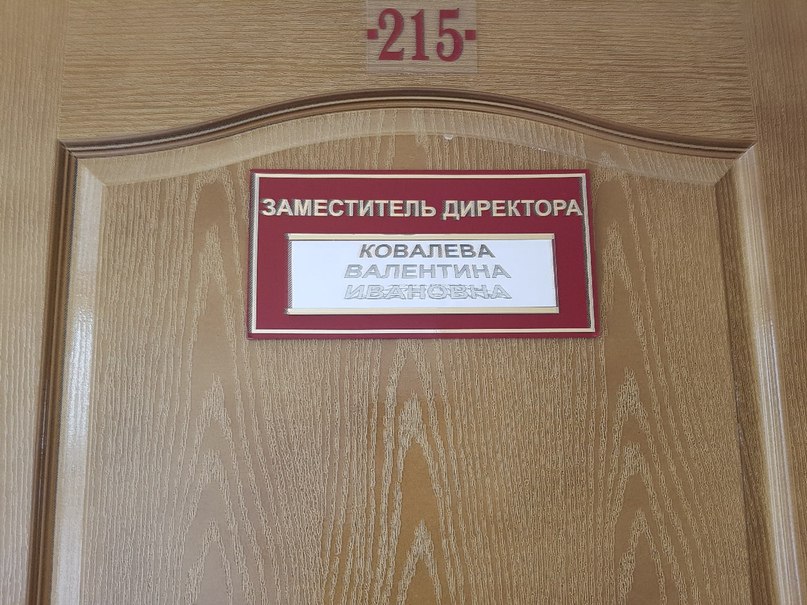 ·215·
ЗАМЕСТИТЕЛЬ ДИРЕКТОРА
КОВАЛЕВА
ВАЛЕНТИНА
ИВАНОВНА